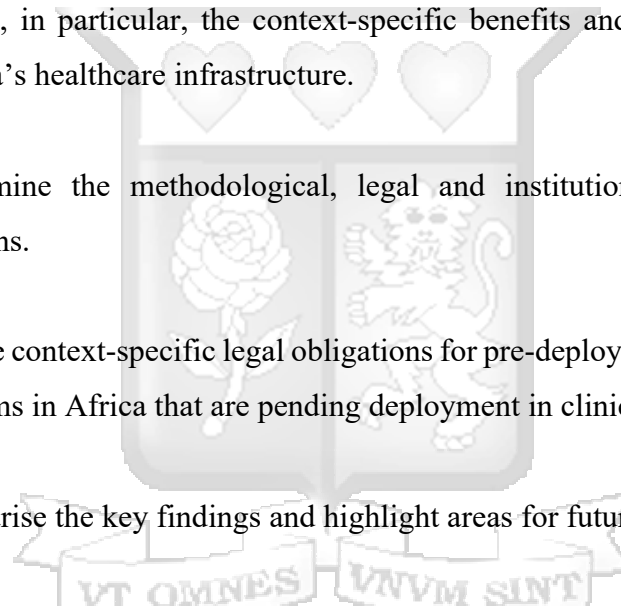 , in particular, the context-specific benefits and
a's healthcare infrastructure.
mine the methodological, legal and institution
ns.
e context-specific legal obligations for pre-deploy
ms in Africa that are pending deployment in clinic
rise the key findings and highlight areas for futur
VT OMNES VNVM SINT